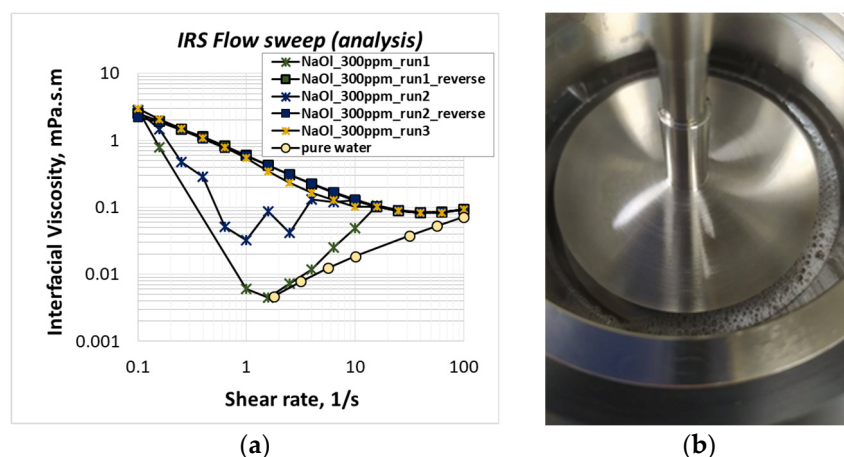 IRS Flow sweep (analysis)
NaOl_300ppm_run1
NaOl_300ppm_run1_reverse
NaOl_300ppm_run2
NaOl_300ppm_run2_reverse
NaOl_300ppm_run3
pure water
Interfacial Viscosity, mPa.s.m
10
1
0.1
0.01
0.001
0.1 1 10 100
Shear rate, 1/s
(a) (b)